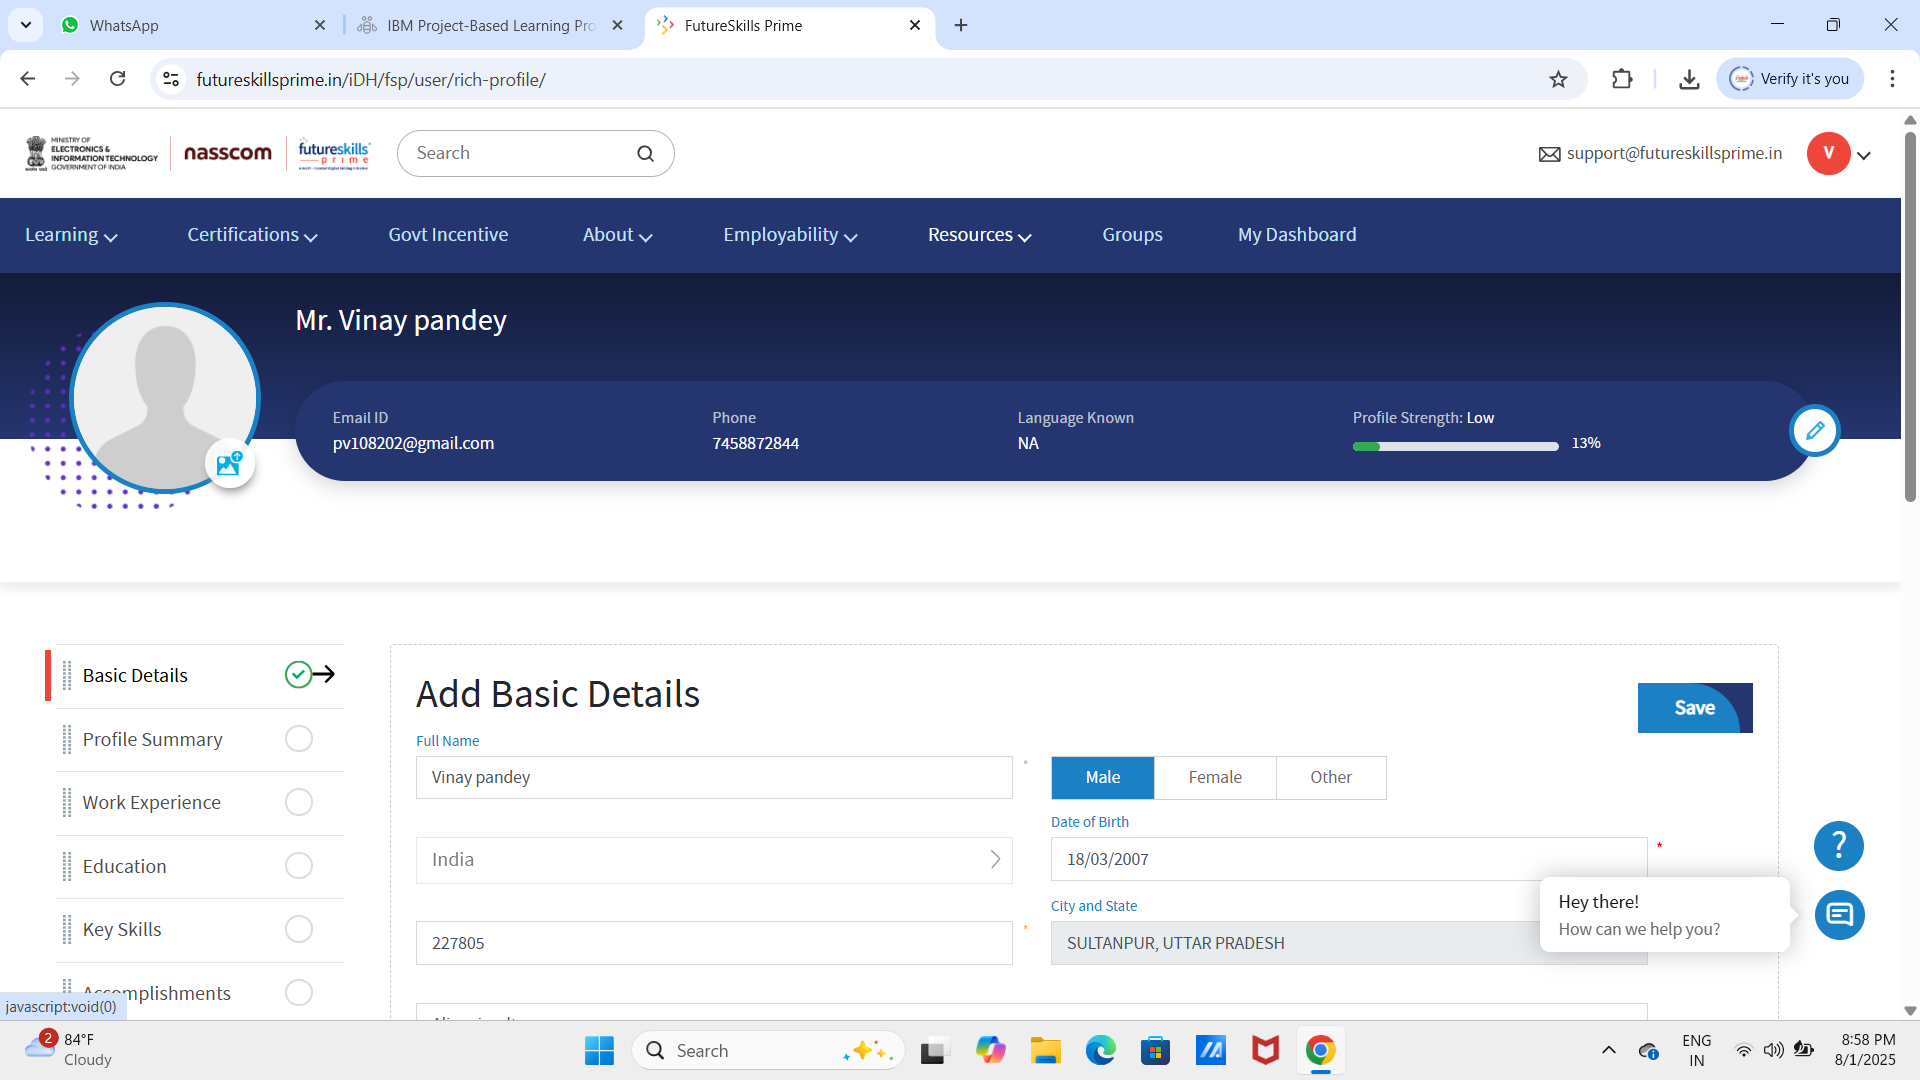 WhatsApp
IBM Project-Based Learning Pro
FutureSkills Prime
futureskillsprime.in/iDH/fsp/user/rich-profile/
Verify it's you
MINISTRY OF
ELECTRONICS &
INFORMATION TECHNOLOGY
GOVERNMENT OF INDIA
nasscom
futureskills
prime
Search
support@futureskillsprime.in
V
Learning
Certifications
Govt Incentive
About
Employability
Resources
Groups
My Dashboard
Mr. Vinay pandey
Email ID
pv108202@gmail.com
Phone
7458872844
Language Known
NA
Profile Strength: Low
13%
Basic Details
Profile Summary
Work Experience
Education
Key Skills
Accomplishments
Add Basic Details
Save
Full Name
Vinay pandey
*
Male
Female
Other
India
Date of Birth
18/03/2007
*
227805
*
City and State
SULTANPUR, UTTAR PRADESH
?
Hey there!
How can we help you?
javascript:void(0)
2
84°F
Cloudy
Search
ENG
IN
8:58 PM
8/1/2025